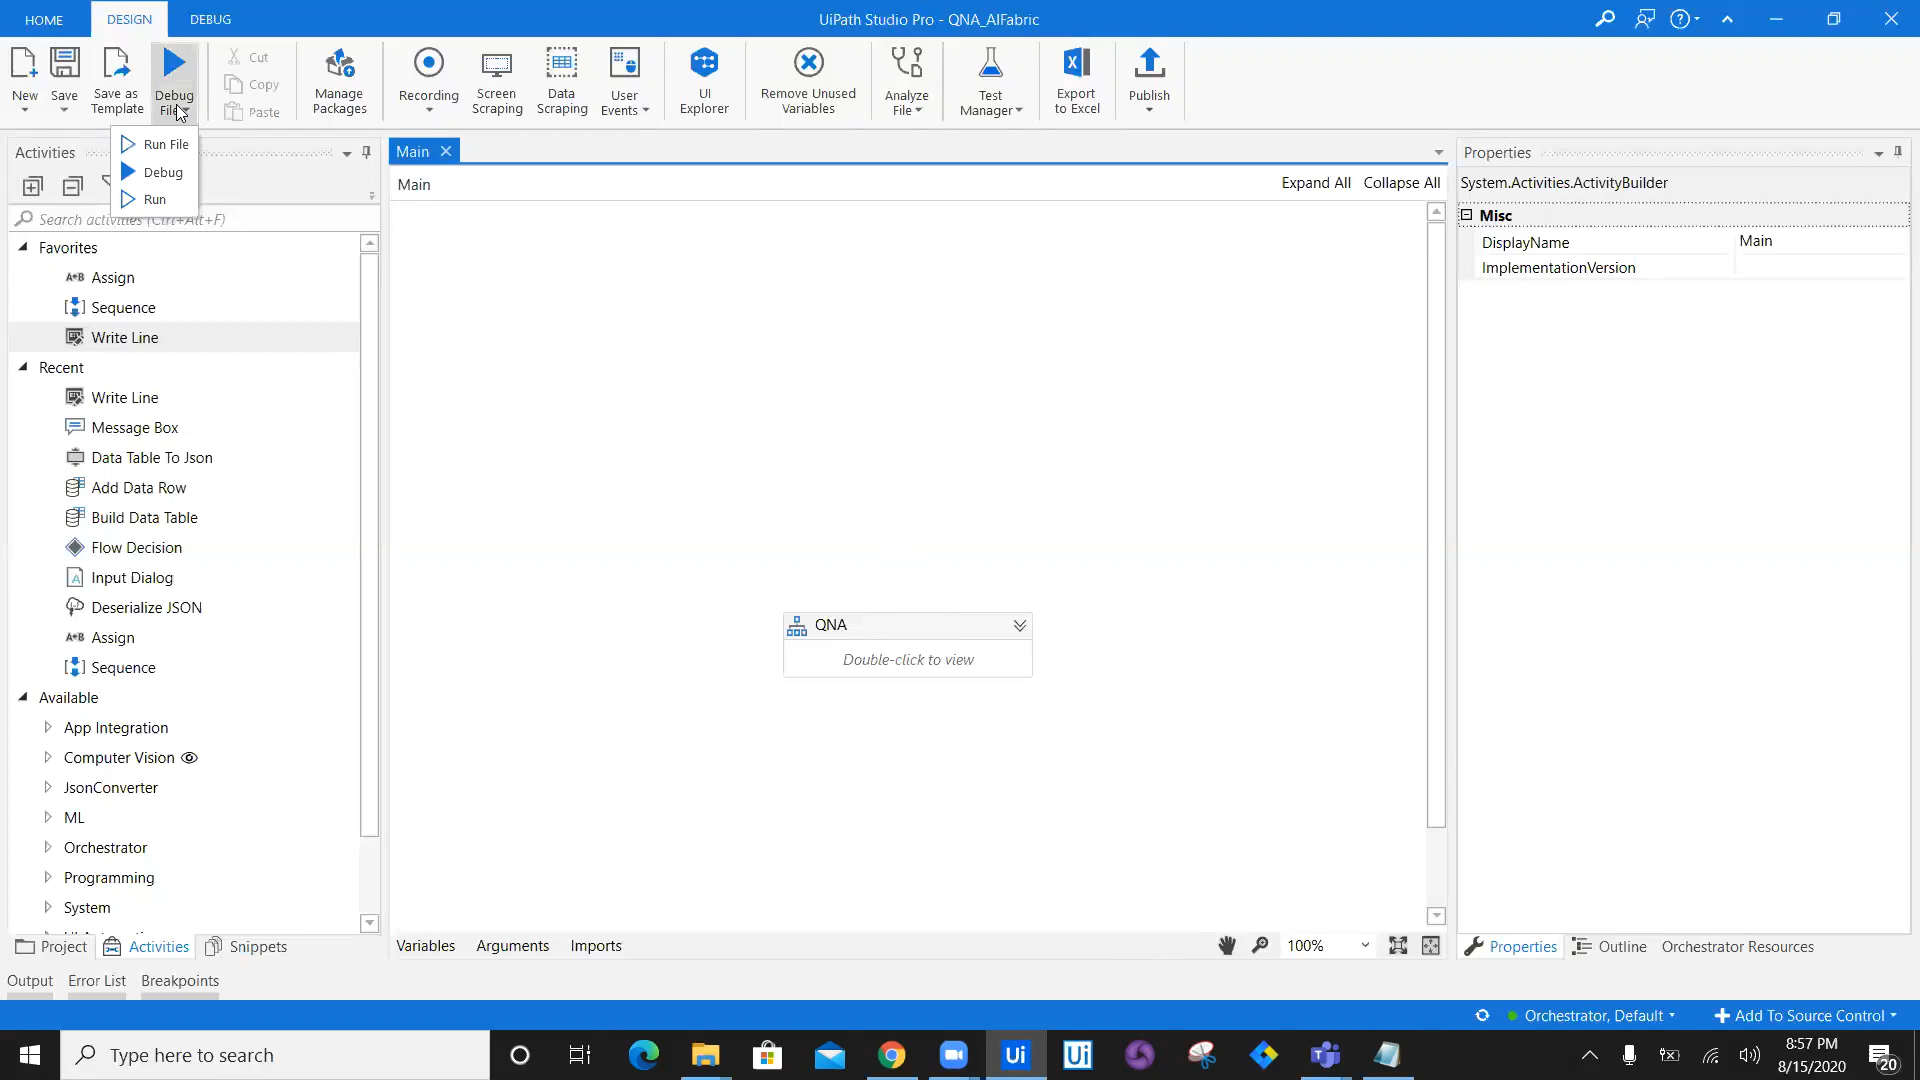 HOME
DESIGN
DEBUG
UiPath Studio Pro - QNA_AIFabric
New
Save
Save as
Template
Debug
File
Cut
Copy
Paste
Manage
Packages
Recording
Screen
Scraping
Data
Scraping
User
Events
UI
Explorer
Remove Unused
Variables
Analyze
File
Test
Manager
Export
to Excel
Publish
Run File
Debug
Run
Activities
Search activities (Ctrl+Alt+F)
Favorites
Assign
Sequence
Write Line
Recent
Write Line
Message Box
Data Table To Json
Add Data Row
Build Data Table
Flow Decision
Input Dialog
Deserialize JSON
Assign
Sequence
Available
App Integration
Computer Vision
JsonConverter
ML
Orchestrator
Programming
System
Project
Activities
Snippets
Main
Main
Expand All
Collapse All
QNA
Double-click to view
Variables
Arguments
Imports
100%
Properties
System.Activities.ActivityBuilder
Misc
DisplayName
Main
ImplementationVersion
Properties
Outline
Orchestrator Resources
Output
Error List
Breakpoints
Orchestrator, Default
Add To Source Control
Type here to search
Ui
Ui
8:57 PM
8/15/2020
20